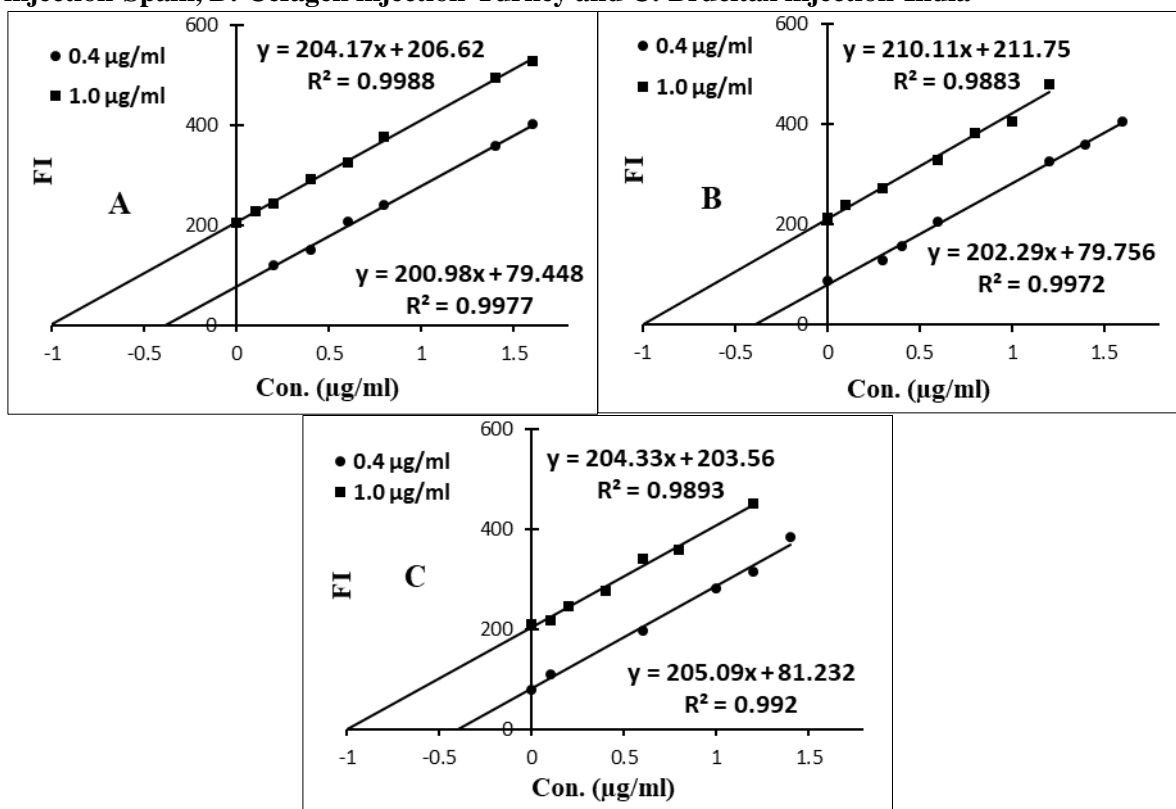 injection-Spain, B: injection-Turkey and C: injection-India
600
400
200
0
-1 -0.5 0 0.5 1 1.5
FI
Con. (µg/ml)
A
● 0.4 µg/ml
■ 1.0 µg/ml
y = 204.17x+206.62
R² = 0.9988
y = 200.98x+79.448
R² = 0.9977
600
400
200
0
-1 -0.5 0 0.5 1 1.5
FI
Con. (µg/ml)
B
● 0.4 µg/ml
■ 1.0 µg/ml
y = 210.11x+211.75
R² = 0.9883
y = 202.29x+79.756
R² = 0.9972
600
400
200
0
-1 -0.5 0 0.5 1 1.5
FI
Con. (µg/ml)
C
● 0.4 µg/ml
■ 1.0 µg/ml
y = 204.33x+203.56
R² = 0.9893
y = 205.09x+81.232
R² = 0.992